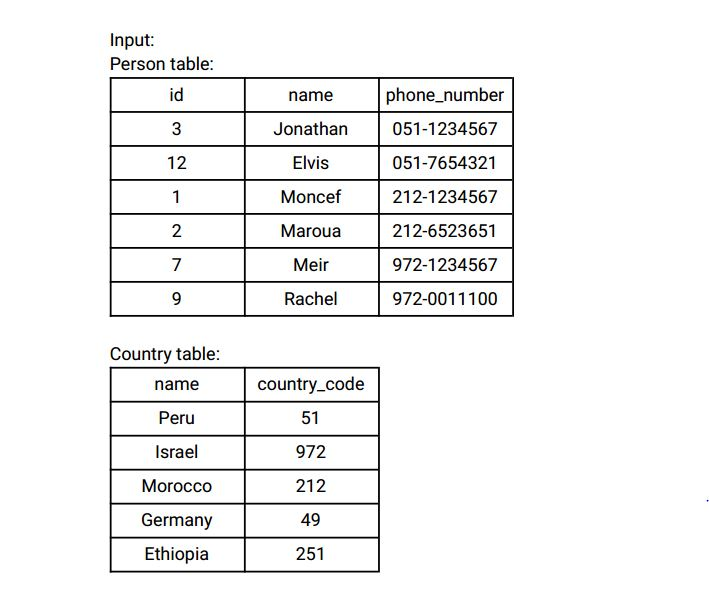 Input:
Person table:
id name phone_number
3 Jonathan 051-1234567
12 Elvis 051-7654321
1 Moncef 212-1234567
2 Maroua 212-6523651
7 Meir 972-1234567
9 Rachel 972-0011100
Country table:
name country_code
Peru 51
Israel 972
Morocco 212
Germany 49
Ethiopia 251